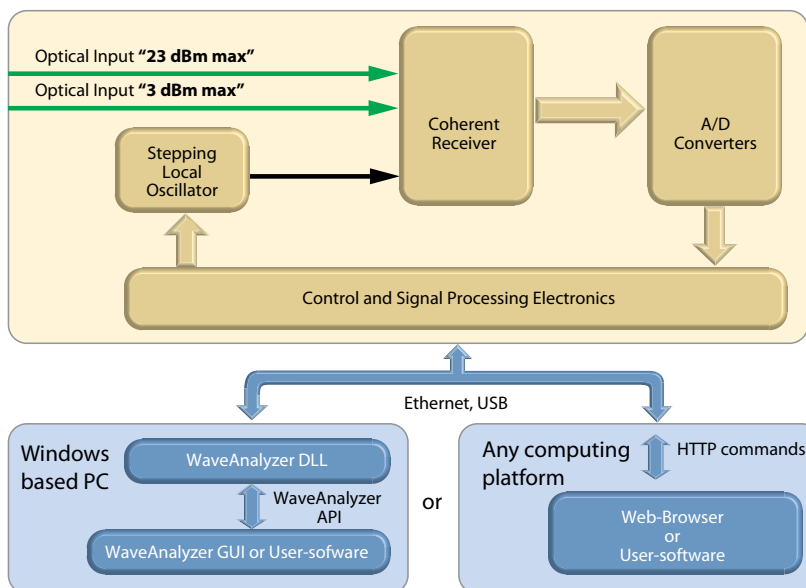 Optical Input “23 dBm max”
Optical Input “3 dBm max”
Stepping
Local
Oscillator
Coherent
Receiver
A/D
Converters
Control and Signal Processing Electronics
Ethernet, USB
Windows
based PC
WaveAnalyzer DLL
WaveAnalyzer
API
WaveAnalyzer GUI or User-sofware
or
Any computing
platform
HTTP commands
Web-Browser
or
User-software